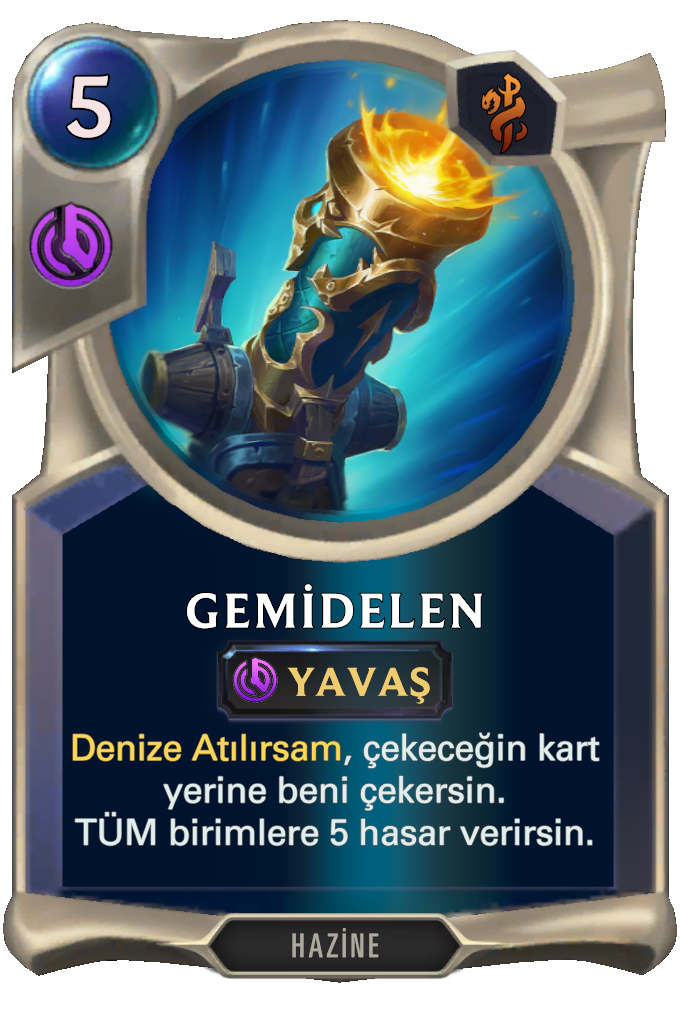 5
GEMİDELEN
YAVAŞ
Denize Atılırsam, çekeceğin kart
yerine beni çekersin.
TÜM birimlere 5 hasar verirsin.
HAZİNE